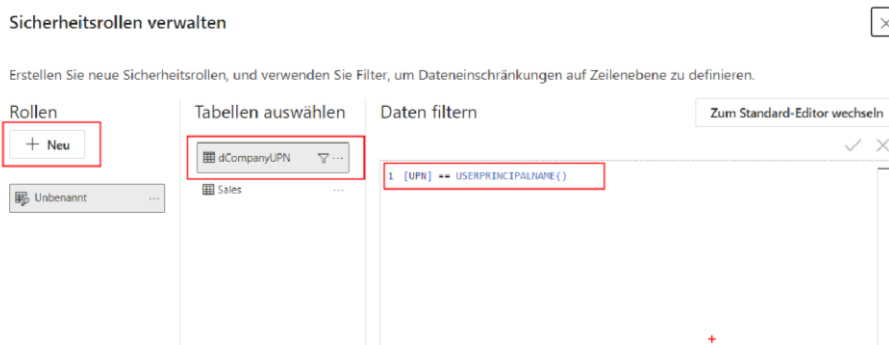 Sicherheitsrollen verwalten
Erstellen Sie neue Sicherheitsrollen, und verwenden Sie Filter, um Dateneinschränkungen auf Zeilenebene zu definieren.
Rollen
Tabellen auswählen
Daten filtern
Zum Standard-Editor wechseln
+ Neu
dCompanyUPN ...
1 [UPN] == USERPRINCIPALNAME()
Unbenannt ...
Sales ...